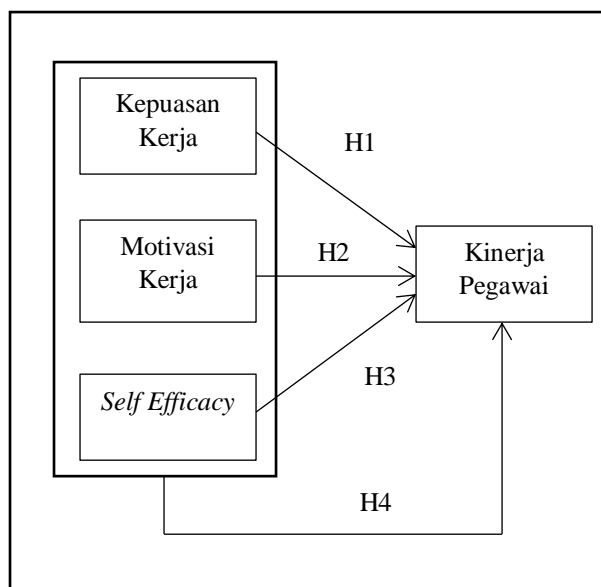 Kepuasan
Kerja
H1
Motivasi
Kerja
H2
Kinerja
Pegawai
Self Efficacy
H3
H4